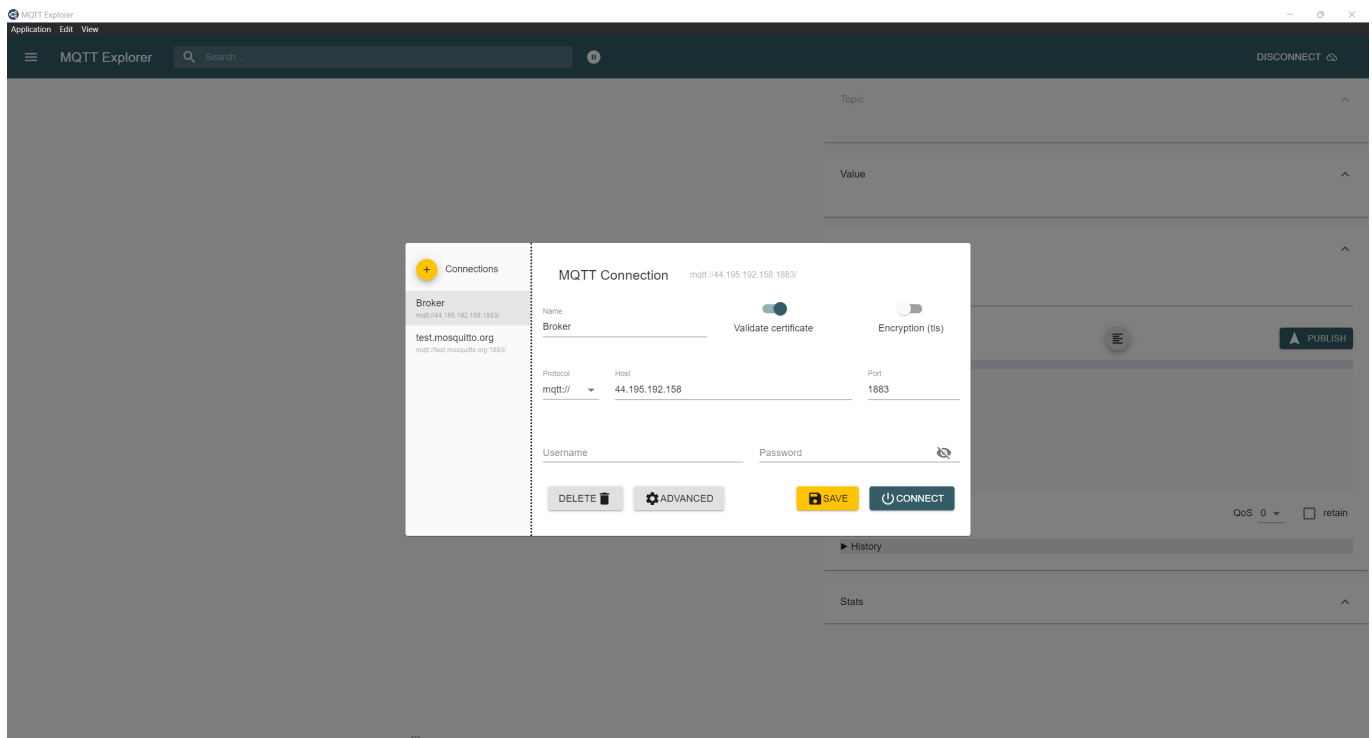 MQTT Explorer
Application Edit View
MQTT Explorer Search... DISCONNECT
Topic
Value
Connections
Broker
mqtt://44.195.192.158:1883/
test.mosquitto.org
mqtt://test.mosquitto.org:1883/
MQTT Connection mqtt://44.195.192.158:1883/
Name
Broker
Validate certificate Encryption (tls)
Protocol Host Port
mqtt:// 44.195.192.158 1883
Username Password
DELETE ADVANCED SAVE CONNECT
PUBLISH
QoS 0 retain
History
Stats